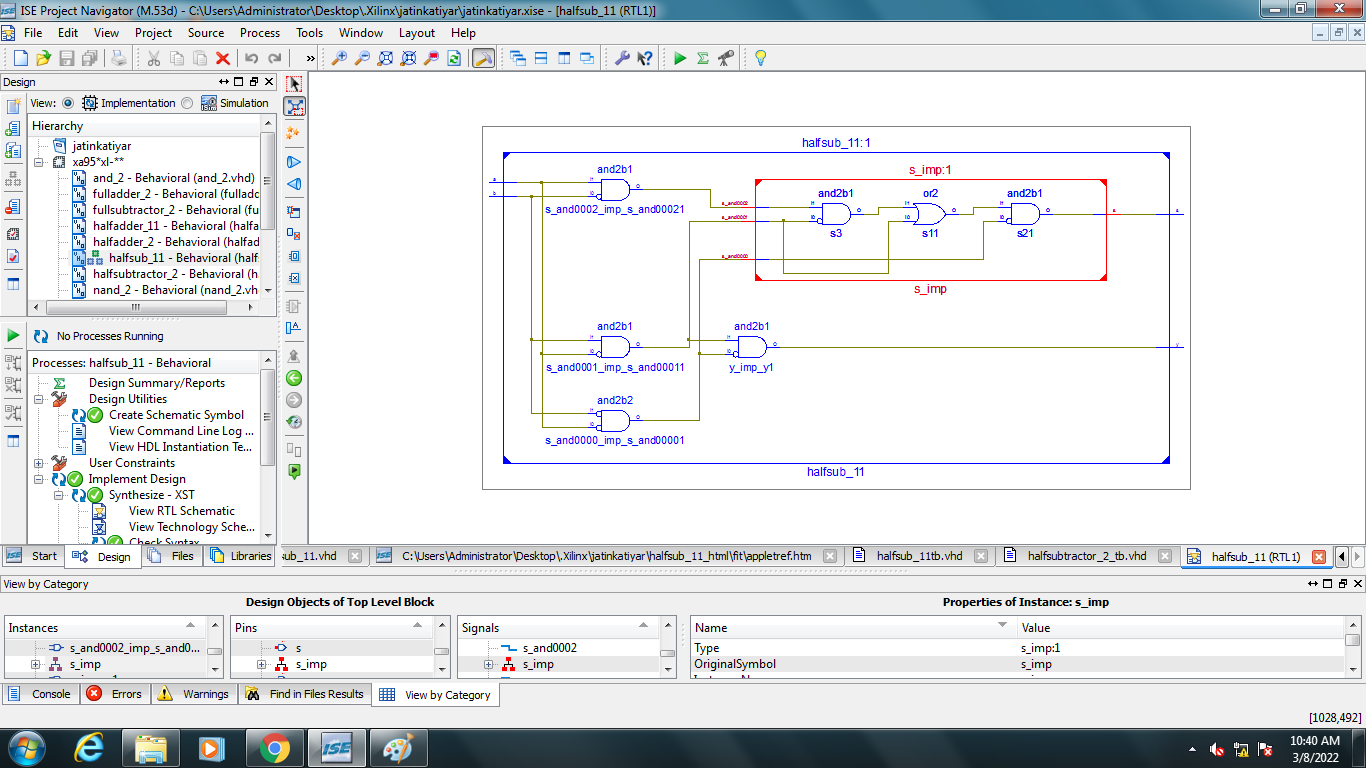 ISE Project Navigator (M.53d) - C:\Users\Administrator\Desktop\.Xilinx\jatinkatiyar\jatinkatiyar.xise - [halfsub_11 (RTL1)]
File Edit View Project Source Process Tools Window Layout Help
Design
View: Implementation Simulation
Hierarchy
jatinkatiyar
xa95*xl-**
and_2 - Behavioral (and_2.vhd)
fulladder_2 - Behavioral (fulladc
fullsubtractor_2 - Behavioral (fu
halfadder_11 - Behavioral (halfa
halfadder_2 - Behavioral (halfad
halfsub_11 - Behavioral (half
halfsubtractor_2 - Behavioral (h
nand_2 - Behavioral (nand_2.vh
No Processes Running
Processes: halfsub_11 - Behavioral
Design Summary/Reports
Design Utilities
Create Schematic Symbol
View Command Line Log ...
View HDL Instantiation Te...
User Constraints
Implement Design
Synthesize - XST
View RTL Schematic
View Technology Sche...
Check Syntax
Start Design Files Libraries
halfsub_11:1
and2b1
s_and0002_imp_s_and00021
s_imp:1
s_and0002
s_and0001
s_and0000
and2b1 or2 and2b1
s3 s11 s21
s_imp
and2b1 and2b1
s_and0001_imp_s_and00011 y_imp_y1
and2b2
s_and0000_imp_s_and00001
halfsub_11
sub_11.vhd C:\Users\Administrator\Desktop\.Xilinx\jatinkatiyar\halfsub_11_html\fit\appletref.htm halfsub_11tb.vhd halfsubtractor_2_tb.vhd halfsub_11 (RTL1)
View by Category
Design Objects of Top Level Block Properties of Instance: s_imp
Instances Pins Signals Name Value
s_and0002_imp_s_and0... s s_and0002 Type s_imp:1
s_imp s_imp s_imp OriginalSymbol s_imp
Console Errors Warnings Find in Files Results View by Category
[1028,492]
ISE
10:40 AM
3/8/2022